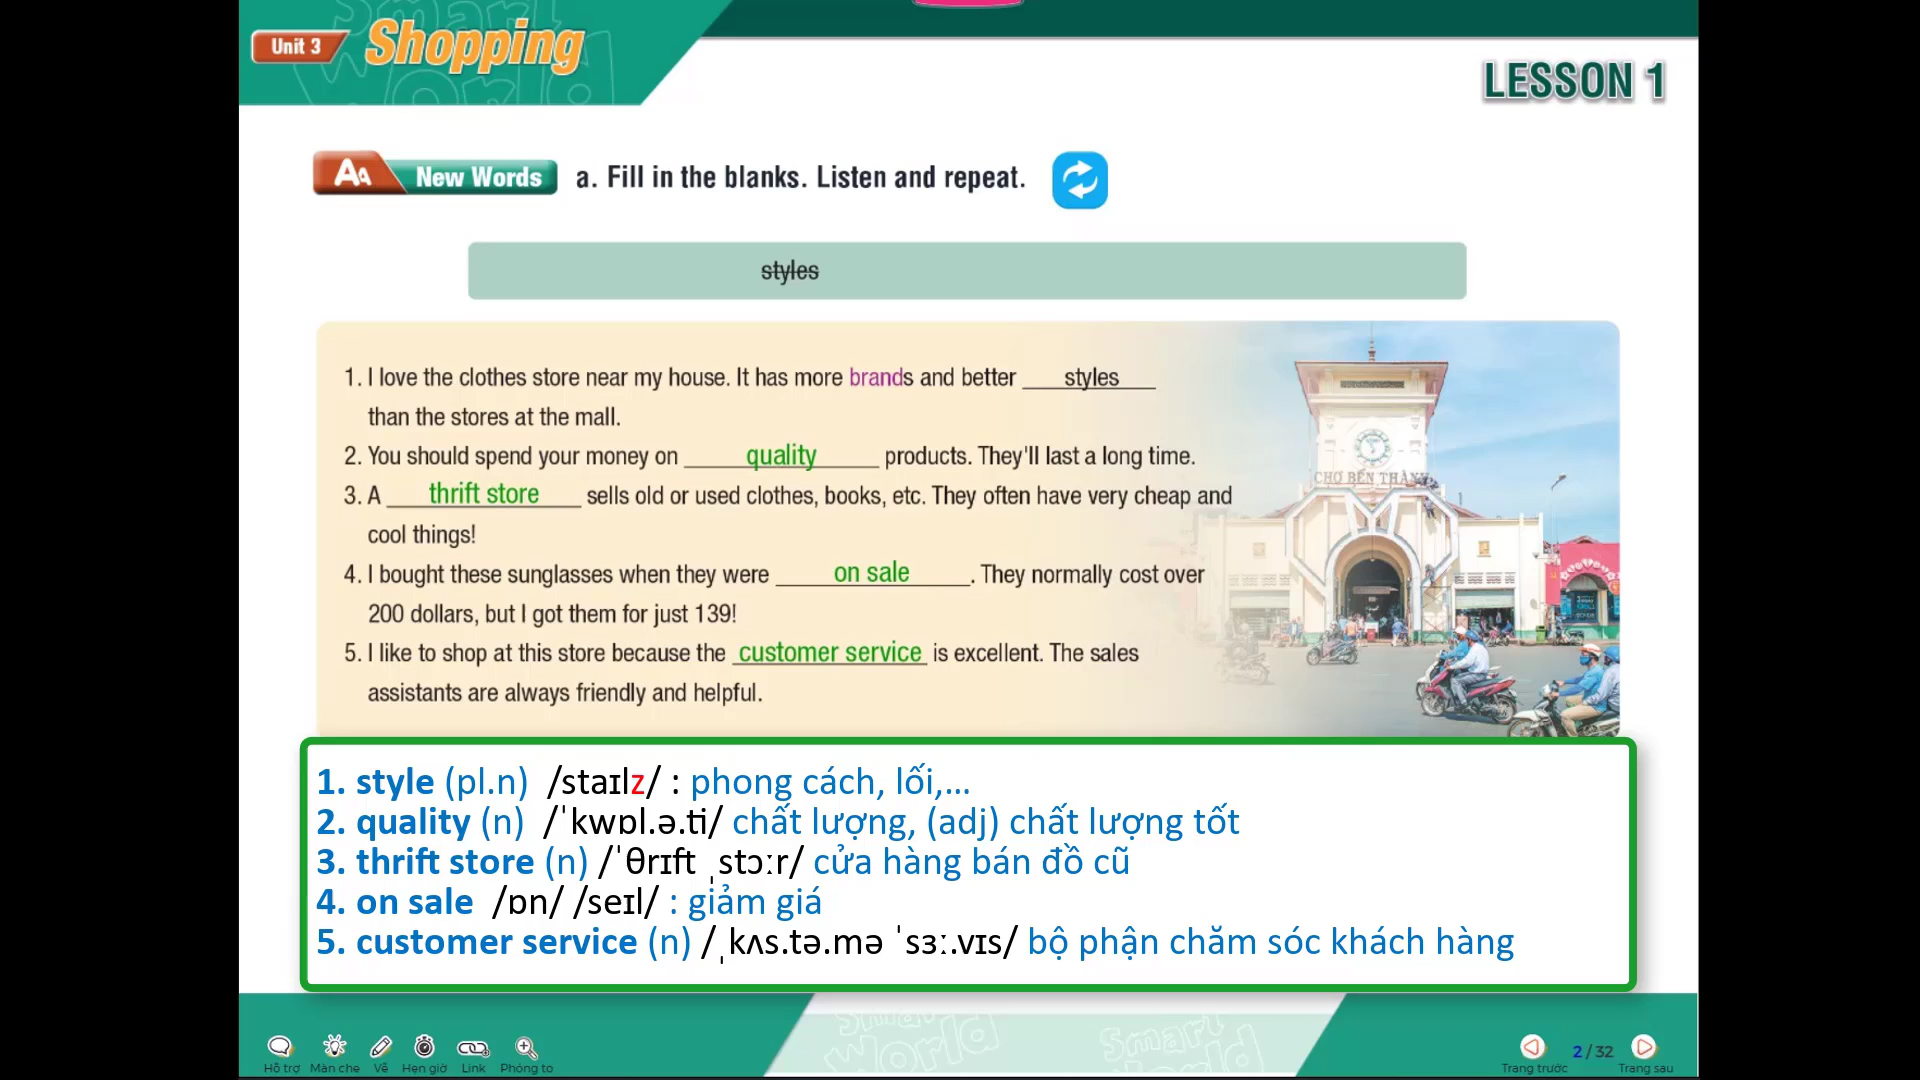 Unit 3
Shopping
LESSON 1
New Words
a. Fill in the blanks. Listen and repeat.
styles
1. I love the clothes store near my house. It has more brands and better styles
than the stores at the mall.
2. You should spend your money on quality products. They'll last a long time.
3. A thrift store sells old or used clothes, books, etc. They often have very cheap and
cool things!
4. I bought these sunglasses when they were on sale. They normally cost over
200 dollars, but I got them for just 139!
5. I like to shop at this store because the customer service is excellent. The sales
assistants are always friendly and helpful.
CHỢ BẾN THÀNH
1. style (pl.n) /staɪlz/ : phong cách, lối,...
2. quality (n) /ˈkwɒl.ə.ti/ chất lượng, (adj) chất lượng tốt
3. thrift store (n) /ˈθrɪft ˌstɔːr/ cửa hàng bán đồ cũ
4. on sale /ɒn/ /seɪl/ : giảm giá
5. customer service (n) /ˌkʌs.tə.mə ˈsɜː.vɪs/ bộ phận chăm sóc khách hàng
Smart World
Smart World
Hỗ trợ Màn che Vẽ Hẹn giờ Link Phóng to
Trang trước 2 / 32 Trang sau